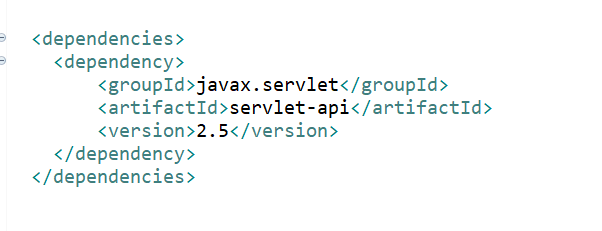 <dependencies>
<dependency>
<groupId>javax.servlet</groupId>
<artifactId>servlet-api</artifactId>
<version>2.5</version>
</dependency>
</dependencies>